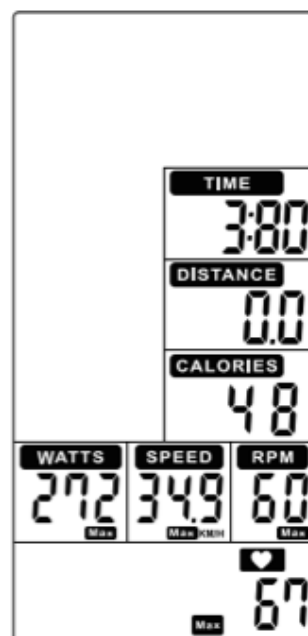 TIME
3:80
DISTANCE
0.0
CALORIES
48
WATTS SPEED RPM
272 34.9 60
Max Max KM/H Max
67
Max